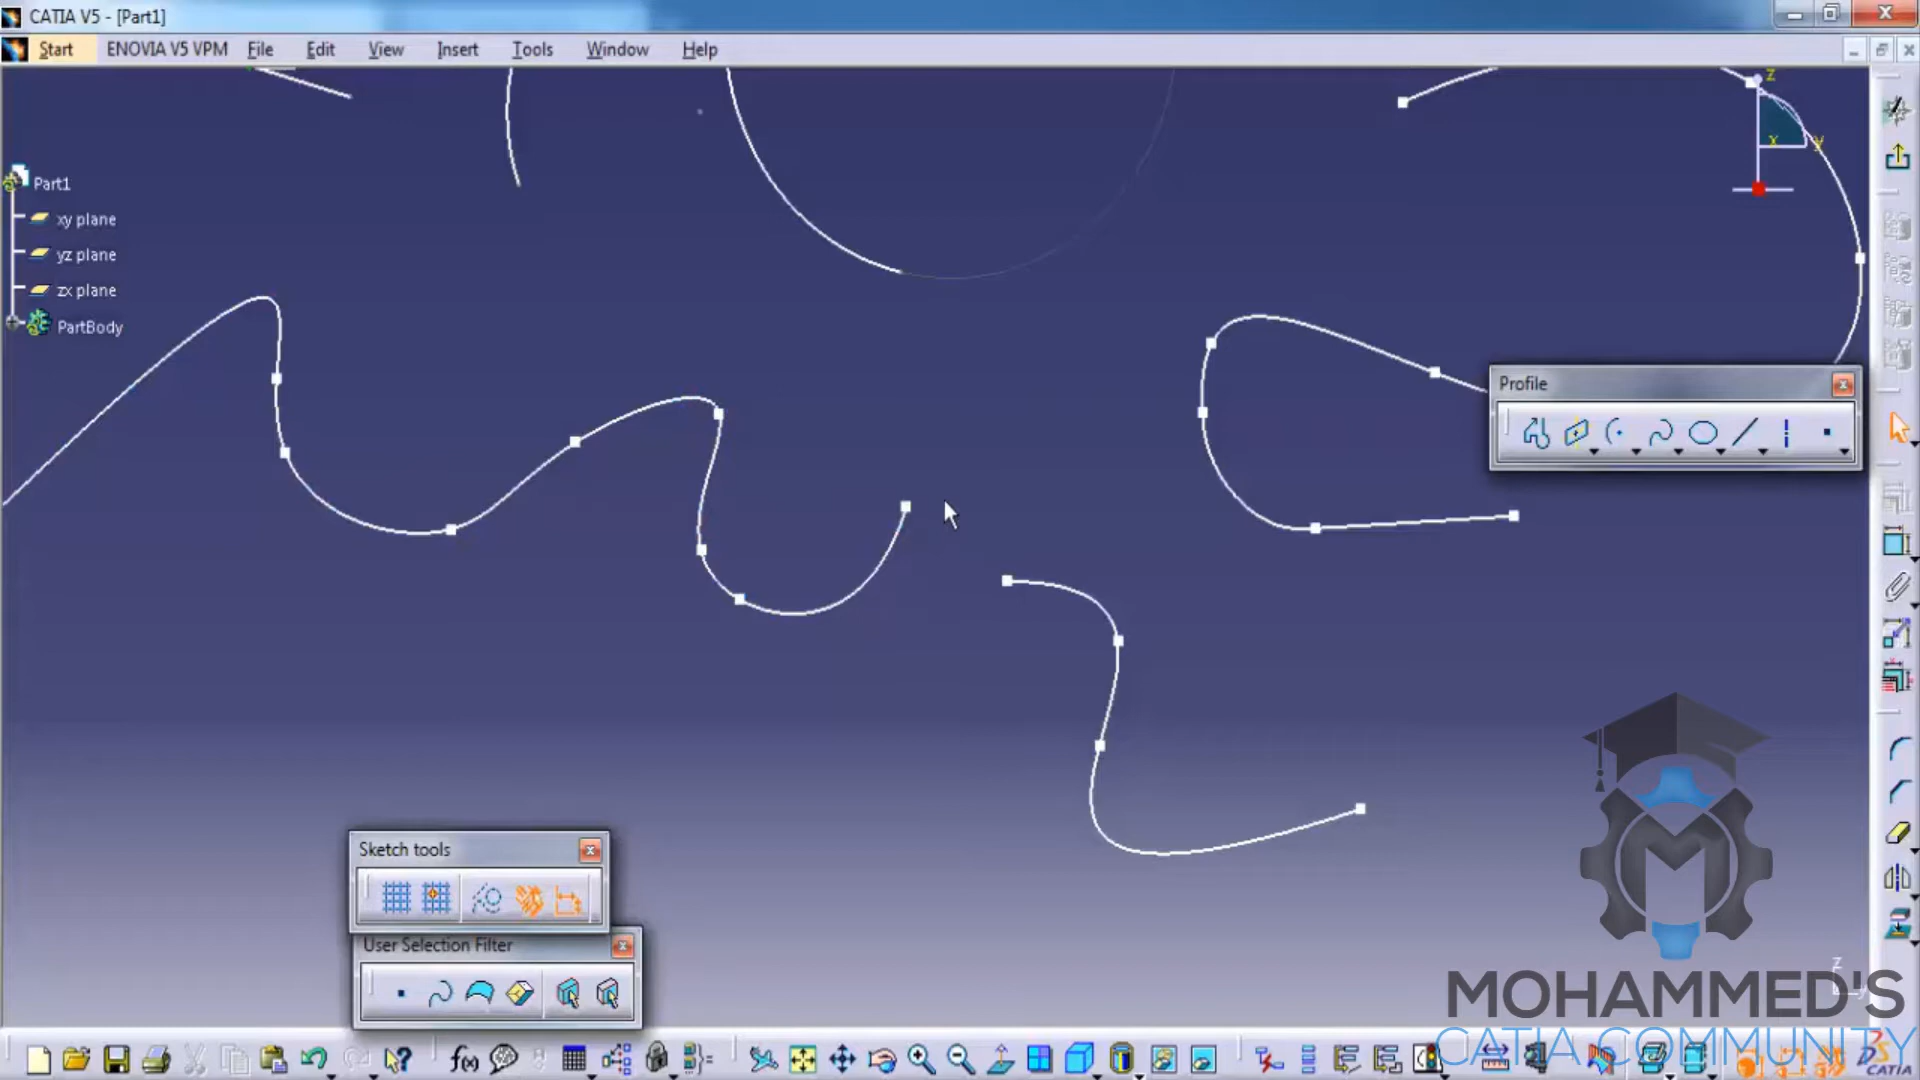 CATIA V5 - [Part1]
Start ENOVIA V5 VPM File Edit View Insert Tools Window Help
z
x y
Part1
xy plane
yz plane
zx plane
PartBody
Profile
Sketch tools
User Selection Filter
z
y
MOHAMMED'S
CATIA COMMUNITY
f(x)
CATIA